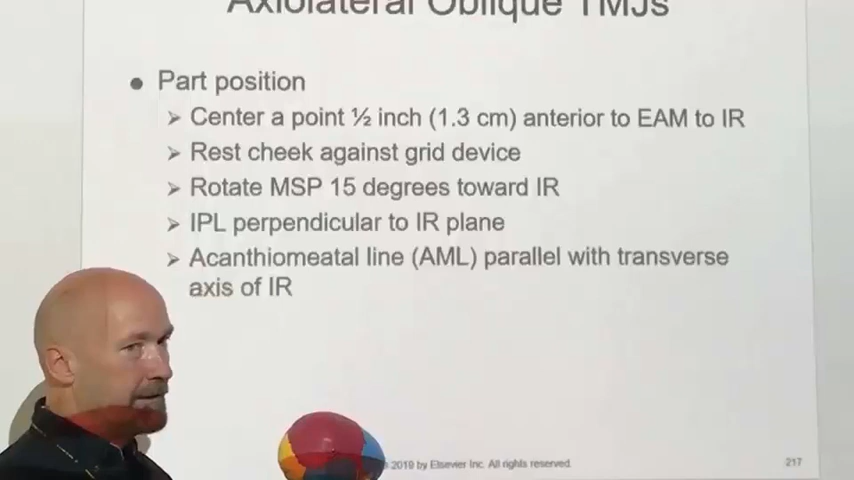 Axiolateral Oblique TMJs
● Part position
➢ Center a point ½ inch (1.3 cm) anterior to EAM to IR
➢ Rest cheek against grid device
➢ Rotate MSP 15 degrees toward IR
➢ IPL perpendicular to IR plane
➢ Acanthiomeatal line (AML) parallel with transverse
axis of IR
2019 by Elsevier Inc. All rights reserved.
217